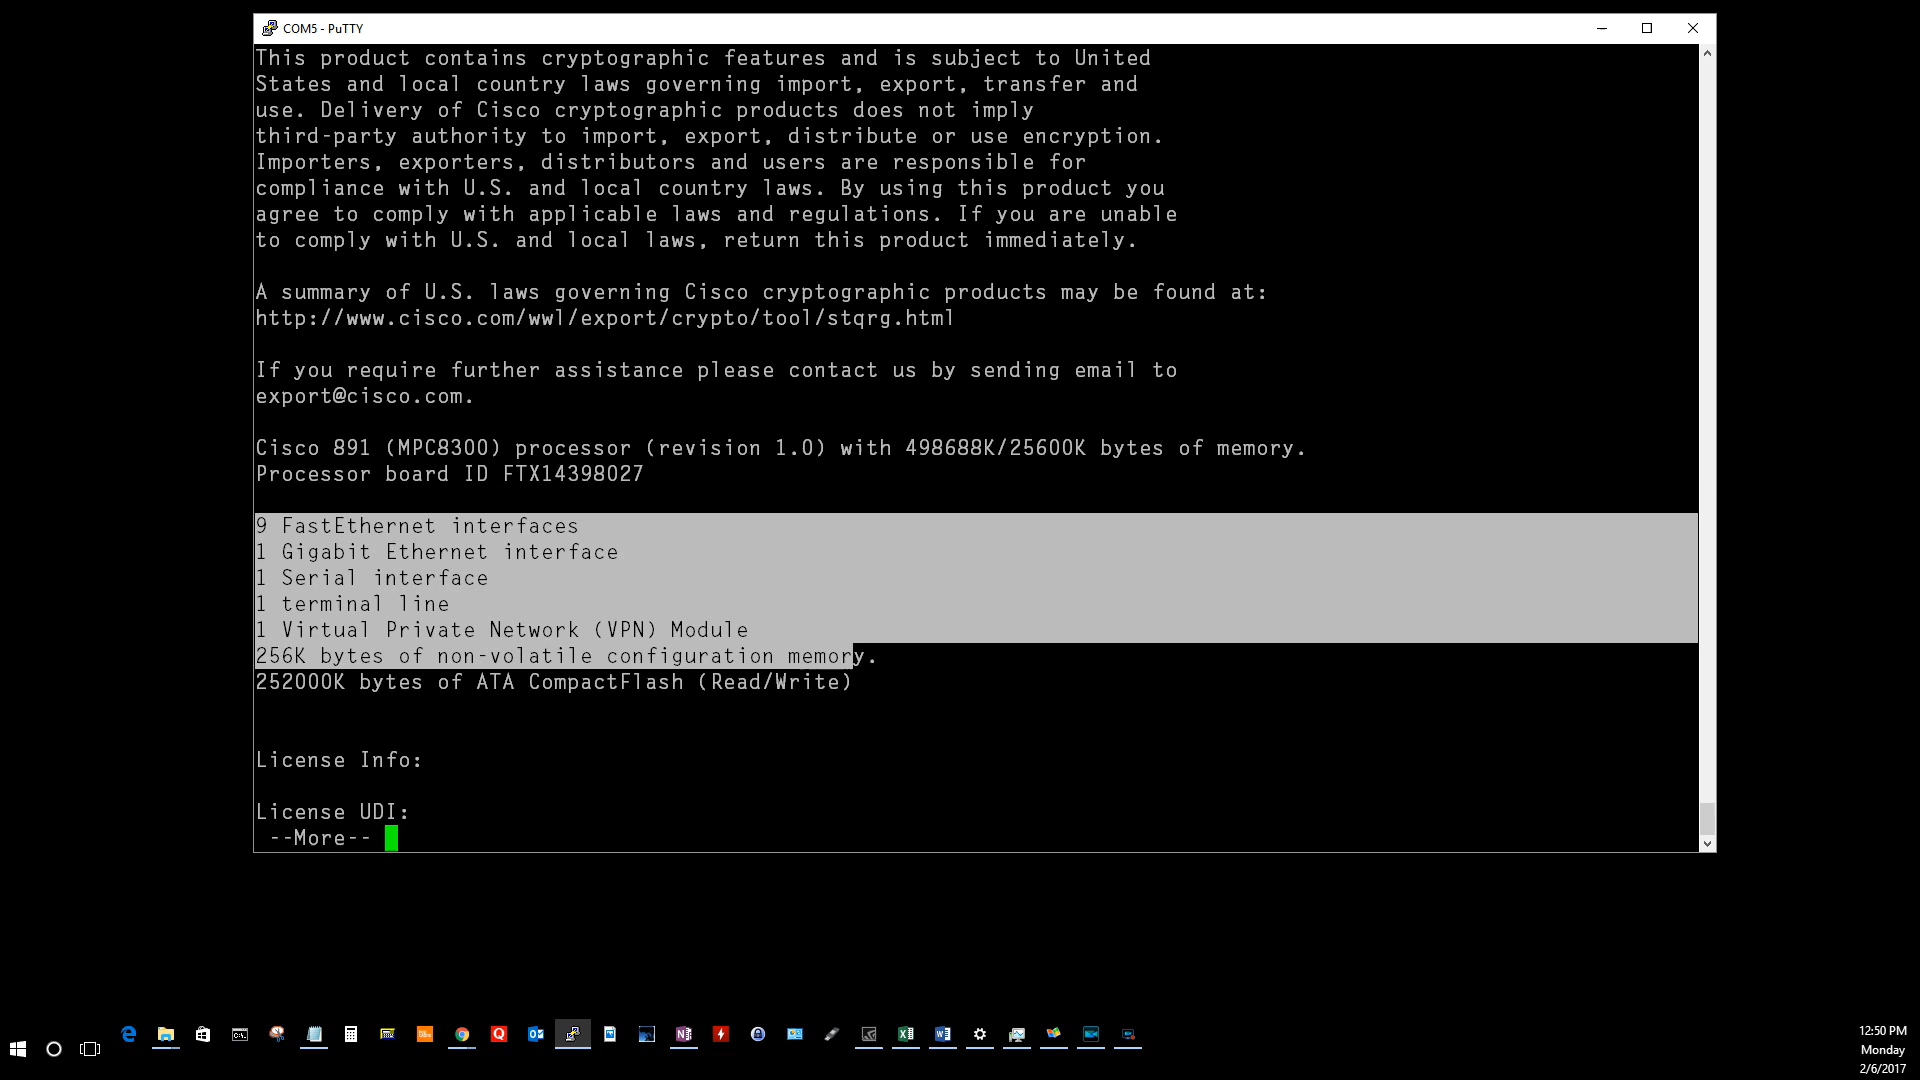 COM5 - PuTTY
This product contains cryptographic features and is subject to United
States and local country laws governing import, export, transfer and
use. Delivery of Cisco cryptographic products does not imply
third-party authority to import, export, distribute or use encryption.
Importers, exporters, distributors and users are responsible for
compliance with U.S. and local country laws. By using this product you
agree to comply with applicable laws and regulations. If you are unable
to comply with U.S. and local laws, return this product immediately.
A summary of U.S. laws governing Cisco cryptographic products may be found at:
http://www.cisco.com/wwl/export/crypto/tool/stqrg.html
If you require further assistance please contact us by sending email to
export@cisco.com.
Cisco 891 (MPC8300) processor (revision 1.0) with 498688K/25600K bytes of memory.
Processor board ID FTX14398027
9 FastEthernet interfaces
1 Gigabit Ethernet interface
1 Serial interface
1 terminal line
1 Virtual Private Network (VPN) Module
256K bytes of non-volatile configuration memory.
252000K bytes of ATA CompactFlash (Read/Write)
License Info:
License UDI:
--More--
12:50 PM
Monday
2/6/2017